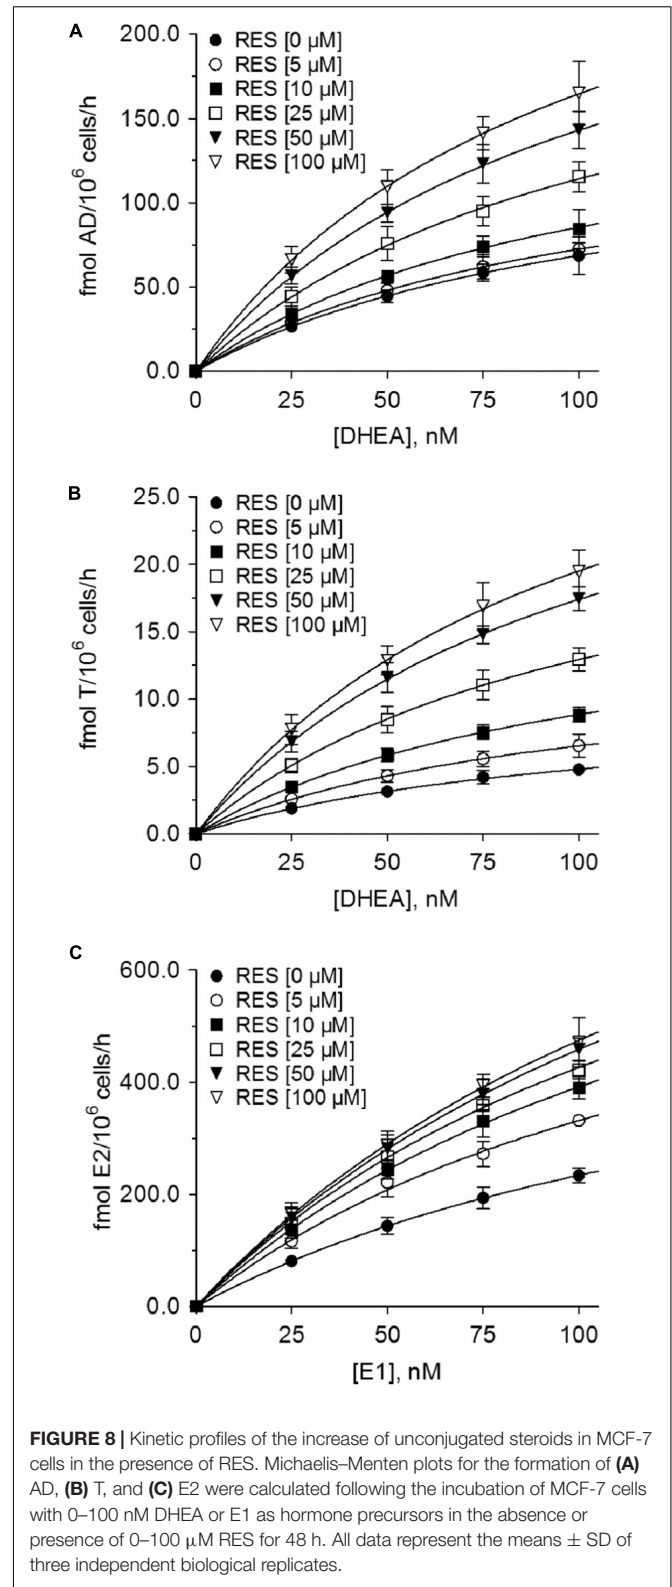 A
fmol AD/10⁶ cells/h
200.0
150.0
100.0
50.0
0.0
RES [0 µM]
RES [5 µM]
RES [10 µM]
RES [25 µM]
RES [50 µM]
RES [100 µM]
0 25 50 75 100
[DHEA], nM
B
fmol T/10⁶ cells/h
25.0
20.0
15.0
10.0
5.0
0.0
RES [0 µM]
RES [5 µM]
RES [10 µM]
RES [25 µM]
RES [50 µM]
RES [100 µM]
0 25 50 75 100
[DHEA], nM
C
fmol E2/10⁶ cells/h
600.0
400.0
200.0
0.0
RES [0 µM]
RES [5 µM]
RES [10 µM]
RES [25 µM]
RES [50 µM]
RES [100 µM]
0 25 50 75 100
[E1], nM
FIGURE 8 | Kinetic profiles of the increase of unconjugated steroids in MCF-7
cells in the presence of RES. Michaelis–Menten plots for the formation of (A)
AD, (B) T, and (C) E2 were calculated following the incubation of MCF-7 cells
with 0–100 nM DHEA or E1 as hormone precursors in the absence or
presence of 0–100 µM RES for 48 h. All data represent the means ± SD of
three independent biological replicates.